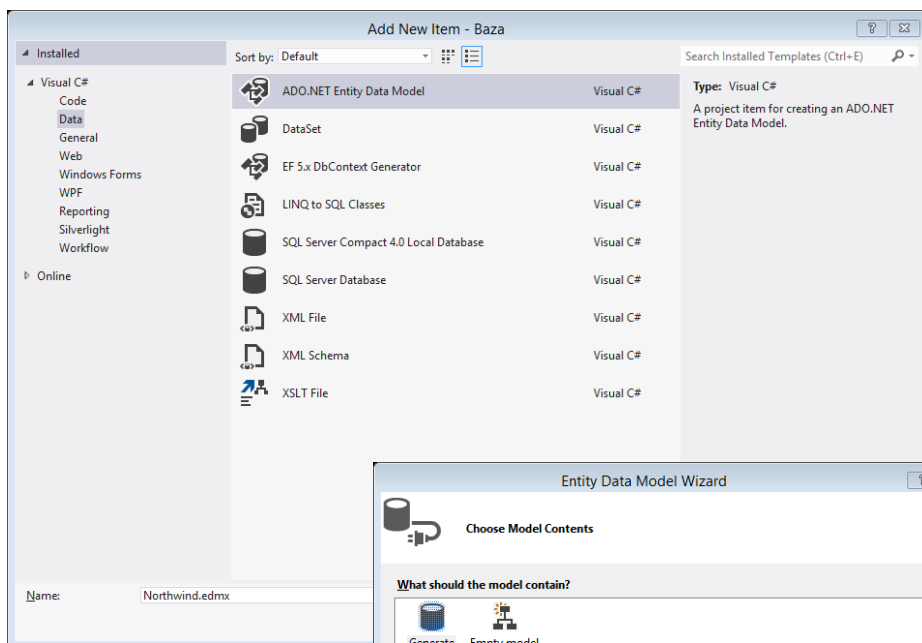 Add New Item - Baza
Installed
Sort by: Default
Search Installed Templates (Ctrl+E)
Visual C#
Code
Data
General
Web
Windows Forms
WPF
Reporting
Silverlight
Workflow
Online
ADO.NET Entity Data Model Visual C#
DataSet Visual C#
EF 5.x DbContext Generator Visual C#
LINQ to SQL Classes Visual C#
SQL Server Compact 4.0 Local Database Visual C#
SQL Server Database Visual C#
XML File Visual C#
XML Schema Visual C#
XSLT File Visual C#
Type: Visual C#
A project item for creating an ADO.NET
Entity Data Model.
Name: Northwind.edmx
Entity Data Model Wizard
Choose Model Contents
What should the model contain?
Generate Empty model